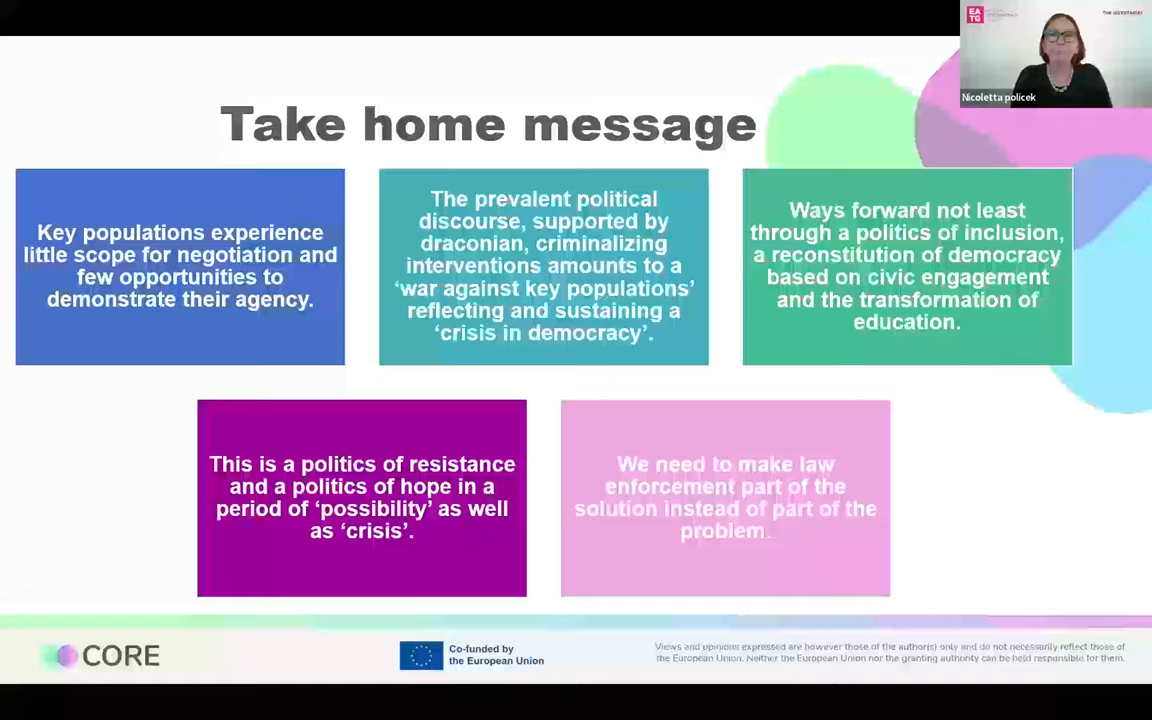 EA
TG
Nicoletta policek
Take home message
Key populations experience
little scope for negotiation and
few opportunities to
demonstrate their agency.
The prevalent political
discourse, supported by
draconian, criminalizing
interventions amounts to a
‘war against key populations’
reflecting and sustaining a
‘crisis in democracy’.
Ways forward not least
through a politics of inclusion,
a reconstitution of democracy
based on civic engagement
and the transformation of
education.
This is a politics of resistance
and a politics of hope in a
period of ‘possibility’ as well
as ‘crisis’.
We need to make law
enforcement part of the
solution instead of part of the
problem.
CORE
Co-funded by
the European Union
Views and opinions expressed are however those of the author(s) only and do not necessarily reflect those of
the European Union. Neither the European Union nor the granting authority can be held responsible for them.